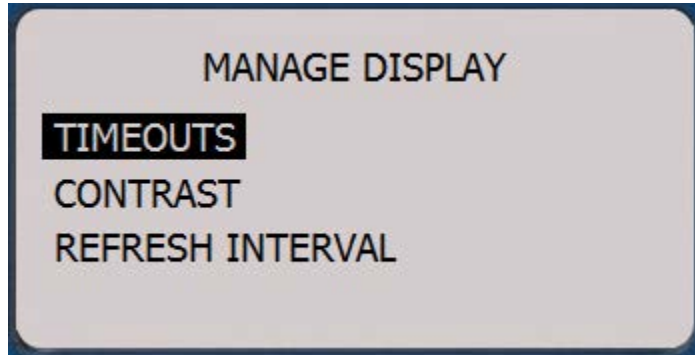 MANAGE DISPLAY
TIMEOUTS
CONTRAST
REFRESH INTERVAL